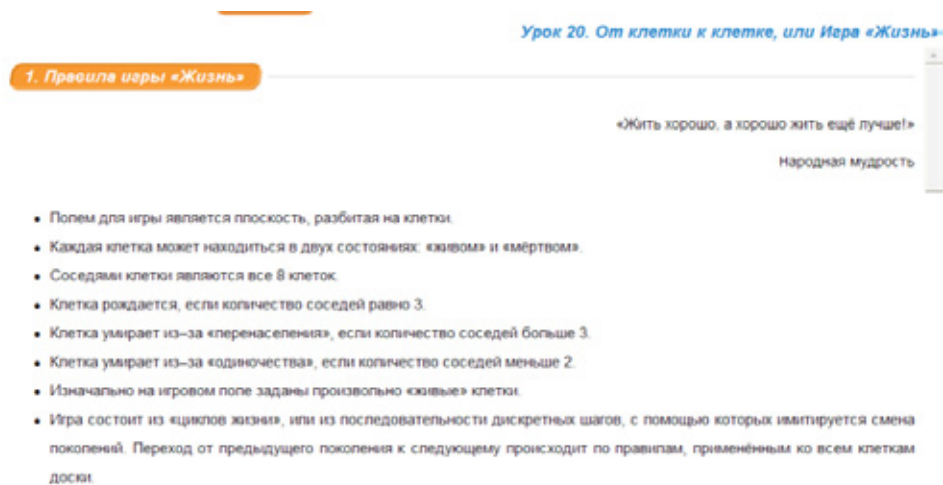 Урок 20. От клетки к клетке, или Игра «Жизнь»
1. Правила игры «Жизнь»
«Жить хорошо, а хорошо жить ещё лучше!»
Народная мудрость
• Полем для игры является плоскость, разбитая на клетки.
• Каждая клетка может находиться в двух состояниях: «живом» и «мёртвом».
• Соседями клетки являются все 8 клеток.
• Клетка рождается, если количество соседей равно 3.
• Клетка умирает из–за «перенаселения», если количество соседей больше 3.
• Клетка умирает из–за «одиночества», если количество соседей меньше 2.
• Изначально на игровом поле заданы произвольно «живые» клетки.
• Игра состоит из «циклов жизни», или из последовательности дискретных шагов, с помощью которых имитируется смена
поколений. Переход от предыдущего поколения к следующему происходит по правилам, применённым ко всем клеткам
доски.